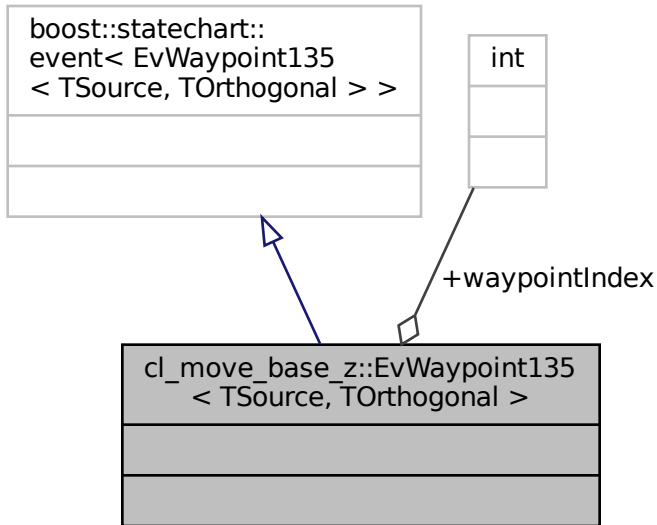 boost::statechart::
event< EvWaypoint135
< TSource, TOrthogonal > >
int
+waypointIndex
cl_move_base_z::EvWaypoint135
< TSource, TOrthogonal >